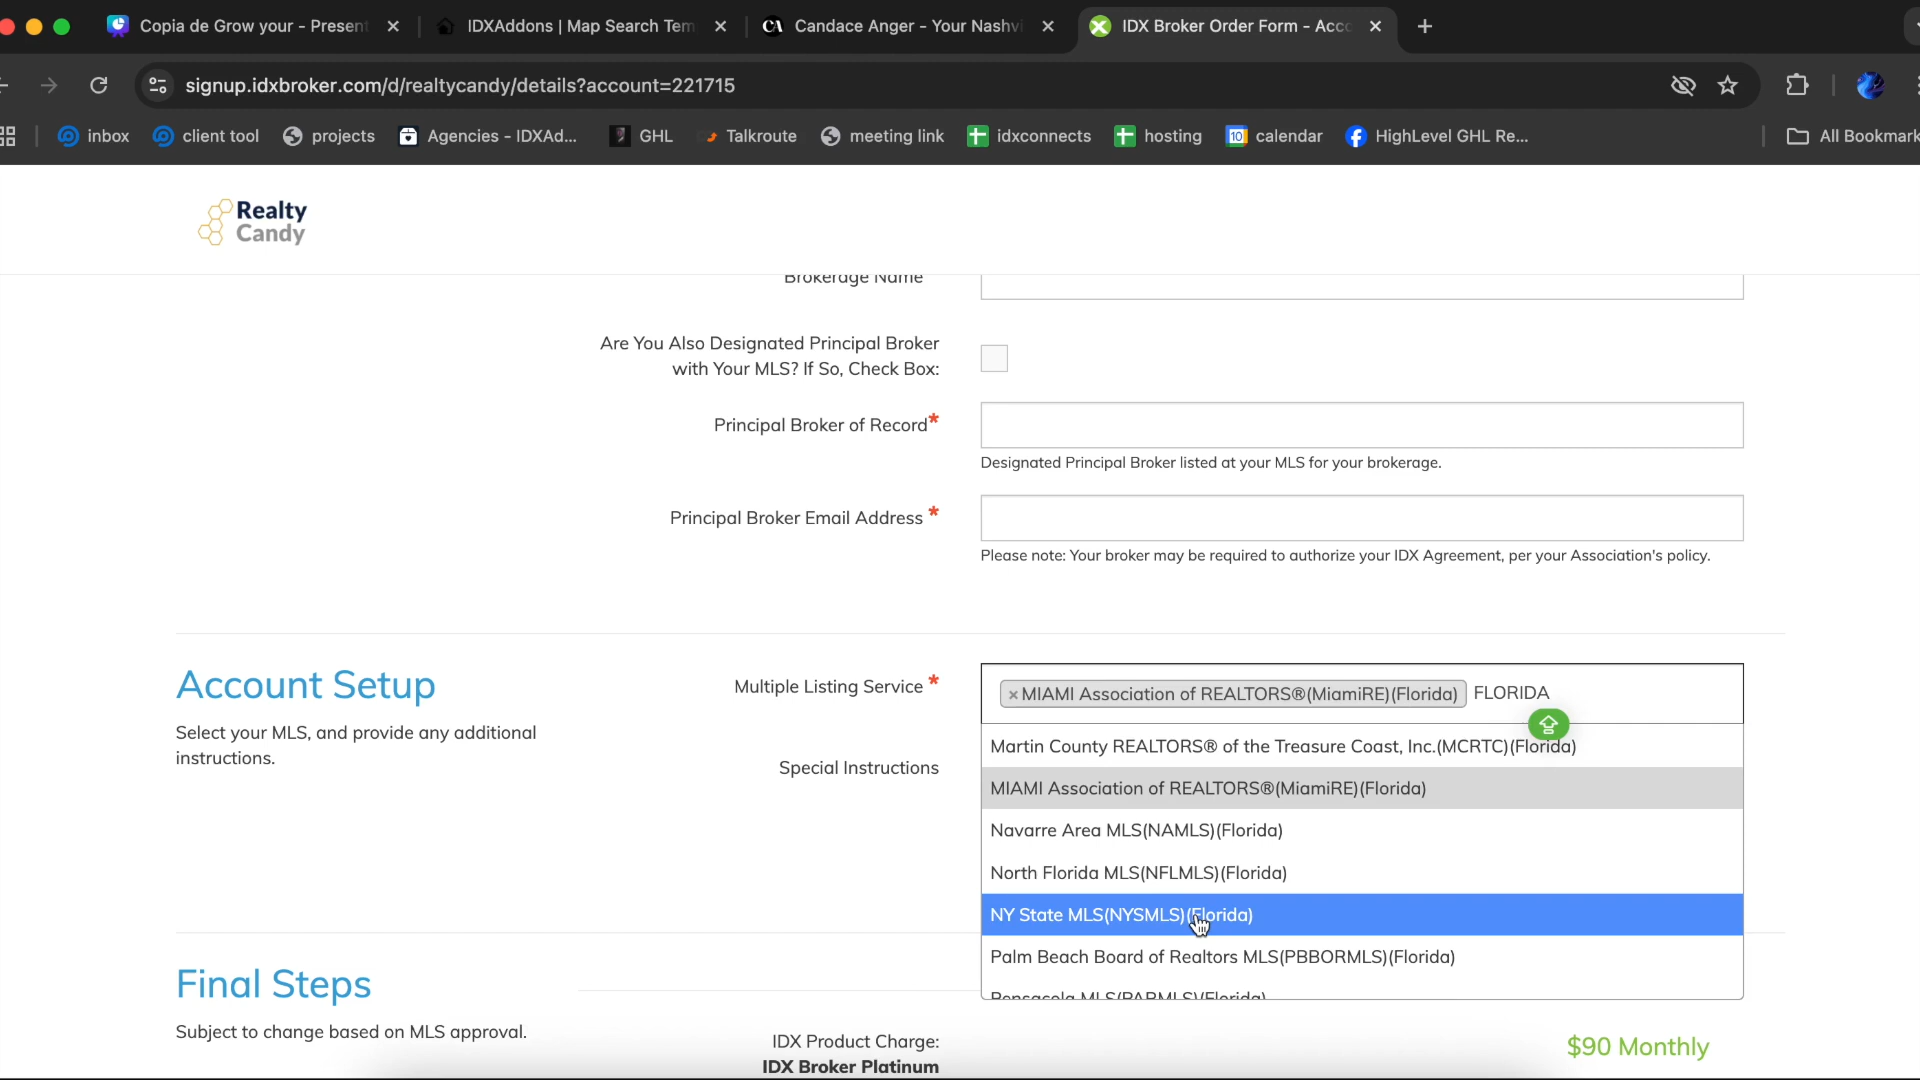 Copia de Grow your - Present
IDXAddons | Map Search Tem
CA Candace Anger - Your Nashvi
IDX Broker Order Form - Acco
signup.idxbroker.com/d/realtycandy/details?account=221715
inbox
client tool
projects
Agencies - IDXAd...
GHL
Talkroute
meeting link
idxconnects
hosting
10 calendar
HighLevel GHL Re...
All Bookmark
Realty
Candy
Brokerage Name
Are You Also Designated Principal Broker
with Your MLS? If So, Check Box:
Principal Broker of Record*
Designated Principal Broker listed at your MLS for your brokerage.
Principal Broker Email Address *
Please note: Your broker may be required to authorize your IDX Agreement, per your Association's policy.
Account Setup
Select your MLS, and provide any additional
instructions.
Multiple Listing Service *
×MIAMI Association of REALTORS®(MiamiRE)(Florida) FLORIDA
Special Instructions
Martin County REALTORS® of the Treasure Coast, Inc.(MCRTC)(Florida)
MIAMI Association of REALTORS®(MiamiRE)(Florida)
Navarre Area MLS(NAMLS)(Florida)
North Florida MLS(NFLMLS)(Florida)
NY State MLS(NYSMLS)(Florida)
Palm Beach Board of Realtors MLS(PBBORMLS)(Florida)
Pensacola MLS(PARMLS)(Florida)
Final Steps
Subject to change based on MLS approval.
IDX Product Charge:
IDX Broker Platinum
$90 Monthly